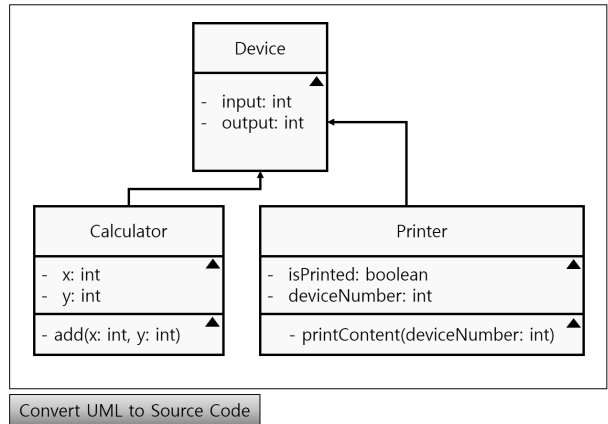 Device
- input: int
- output: int
Calculator
- x: int
- y: int
- add(x: int, y: int)
Printer
- isPrinted: boolean
- deviceNumber: int
- printContent(deviceNumber: int)
Convert UML to Source Code